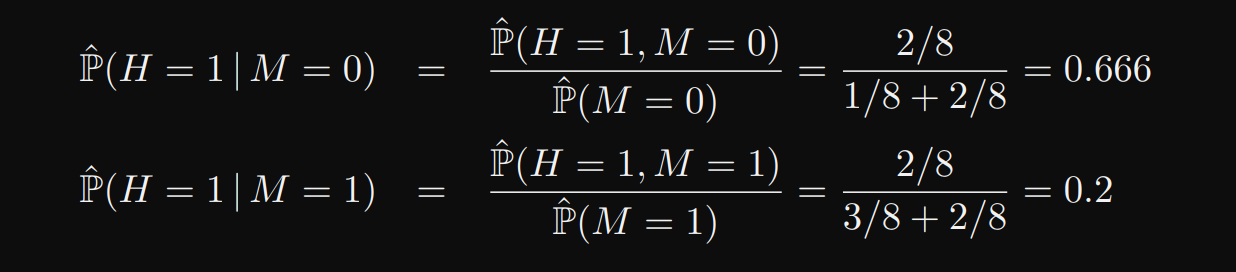 P̂(H = 1 | M = 0) = P̂(H = 1, M = 0) / P̂(M = 0) = 2/8 / 1/8 + 2/8 = 0.666
P̂(H = 1 | M = 1) = P̂(H = 1, M = 1) / P̂(M = 1) = 2/8 / 3/8 + 2/8 = 0.2